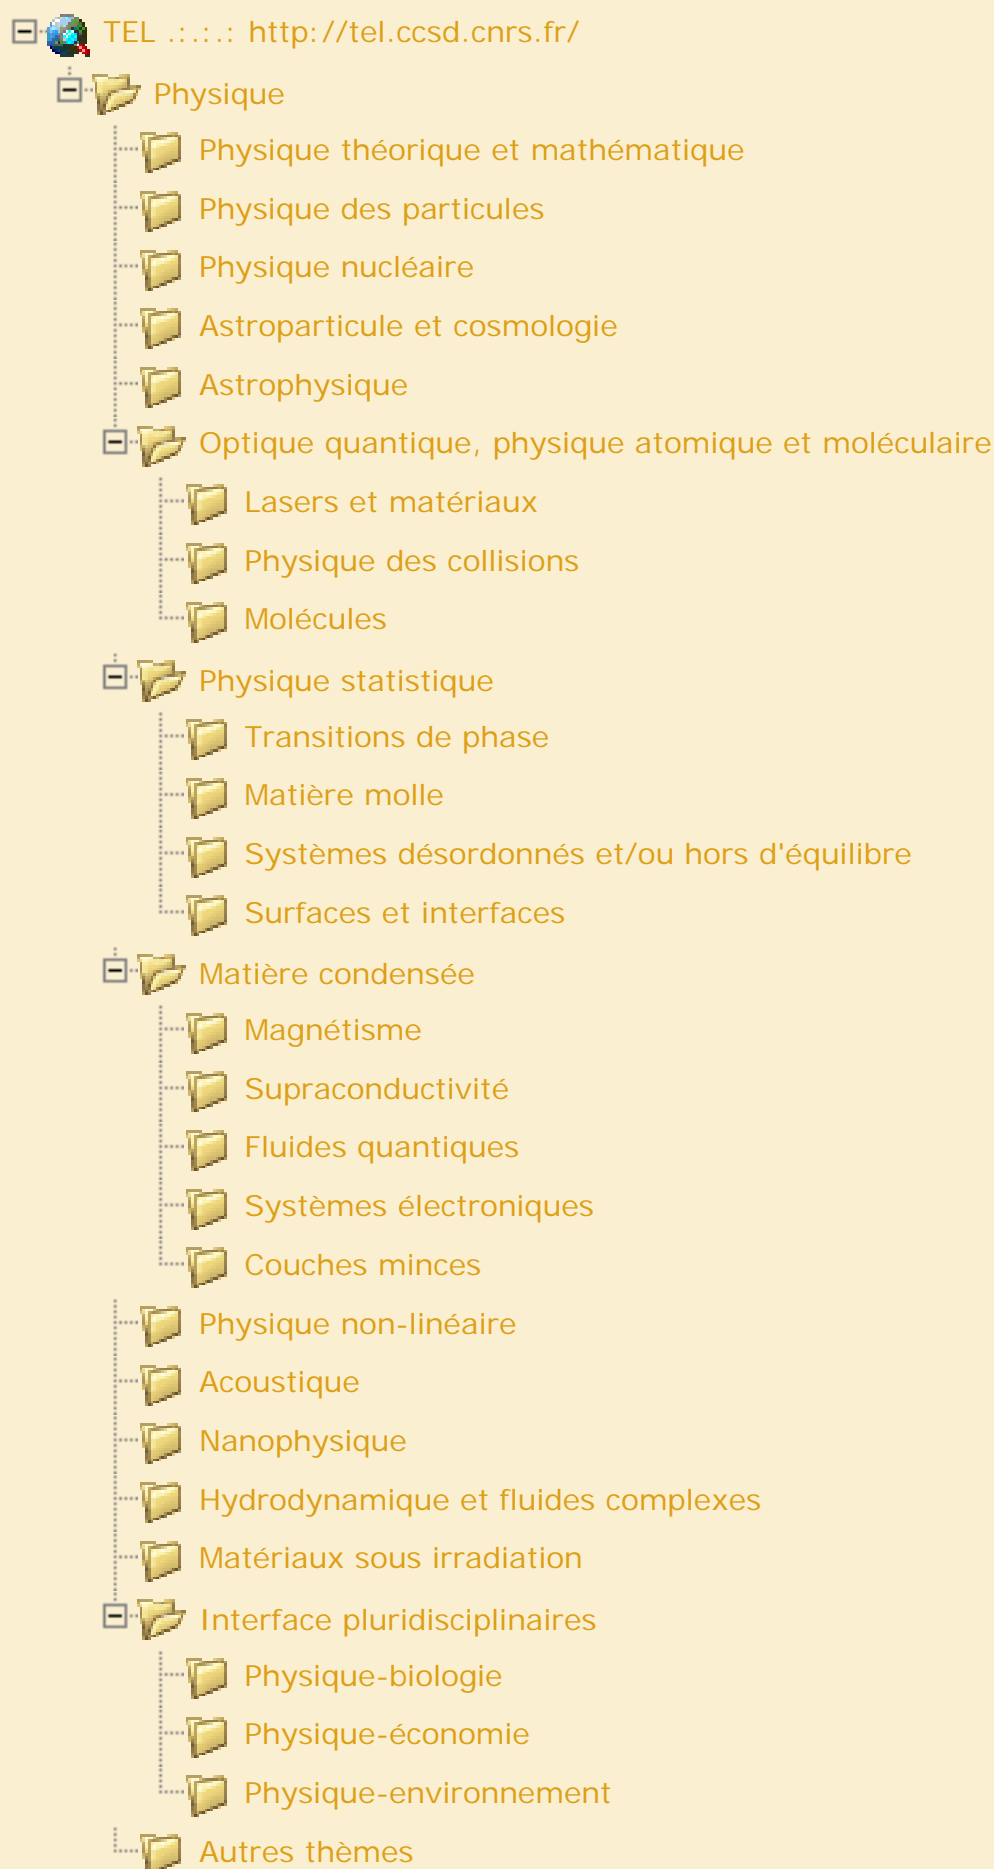 TEL .:.:.: http://tel.ccsd.cnrs.fr/
Physique
Physique théorique et mathématique
Physique des particules
Physique nucléaire
Astroparticule et cosmologie
Astrophysique
Optique quantique, physique atomique et moléculaire
Lasers et matériaux
Physique des collisions
Molécules
Physique statistique
Transitions de phase
Matière molle
Systèmes désordonnés et/ou hors d'équilibre
Surfaces et interfaces
Matière condensée
Magnétisme
Supraconductivité
Fluides quantiques
Systèmes électroniques
Couches minces
Physique non-linéaire
Acoustique
Nanophysique
Hydrodynamique et fluides complexes
Matériaux sous irradiation
Interface pluridisciplinaires
Physique-biologie
Physique-économie
Physique-environnement
Autres thèmes